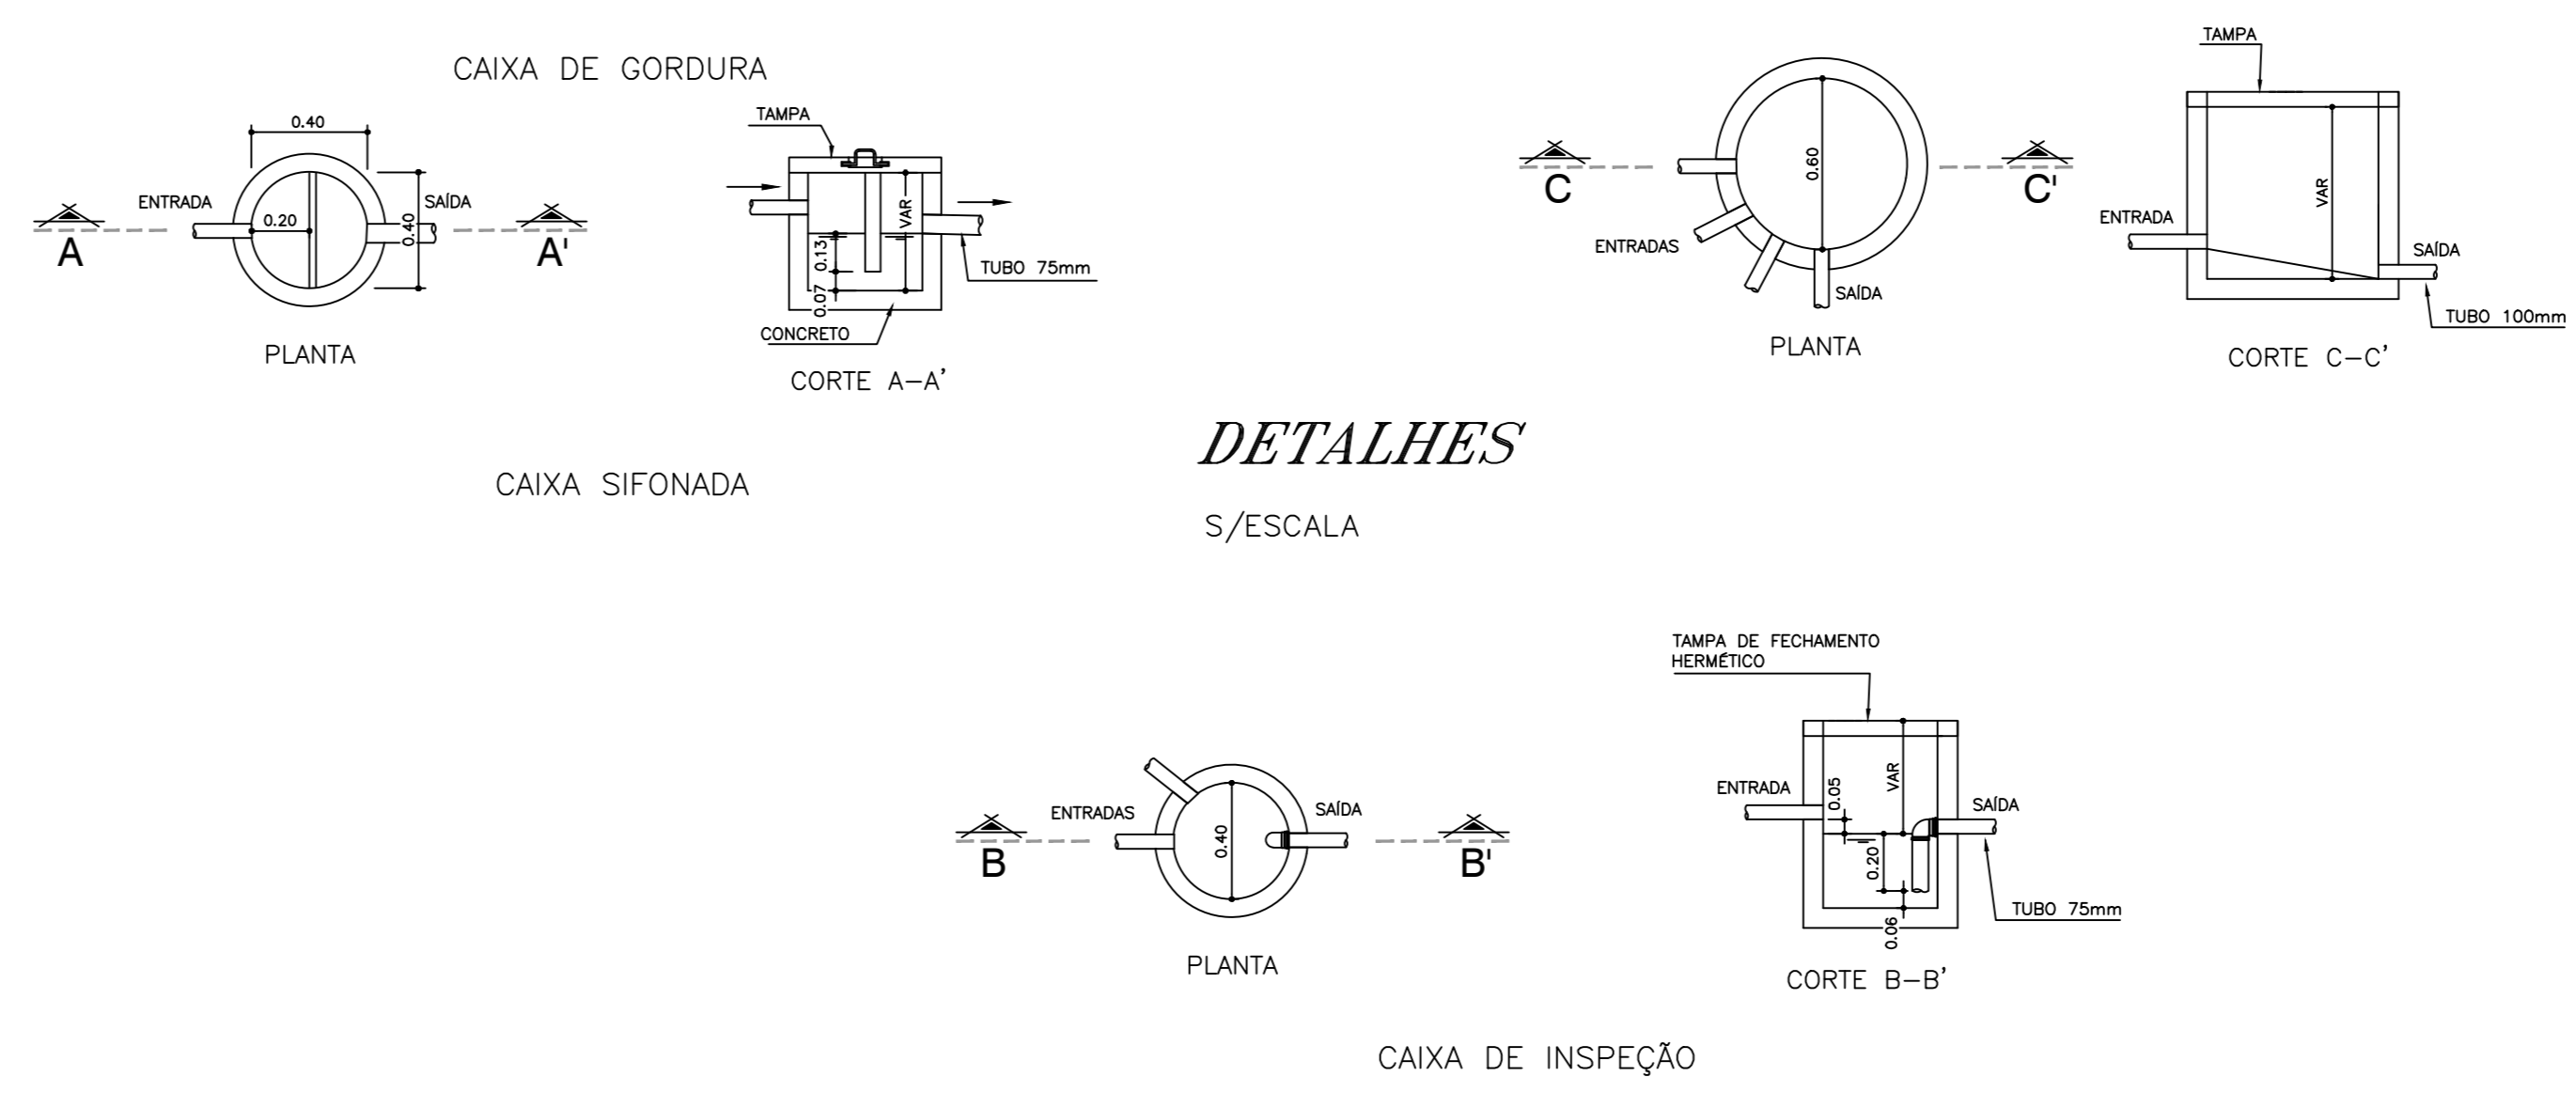 CAIXA DE GORDURA
0.40
0.20
0.40
ENTRADA
SAÍDA
A
A'
PLANTA
TAMPA
VAR
0.13
0.07
TUBO 75mm
CONCRETO
CORTE A-A'
C
C'
0.60
ENTRADAS
SAÍDA
PLANTA
TAMPA
VAR
ENTRADA
SAÍDA
TUBO 100mm
CORTE C-C'
DETALHES
S/ESCALA
CAIXA SIFONADA
B
B'
ENTRADAS
0.40
SAÍDA
PLANTA
TAMPA DE FECHAMENTO
HERMÉTICO
ENTRADA
0.05
VAR
SAÍDA
0.20
0.06
TUBO 75mm
CORTE B-B'
CAIXA DE INSPEÇÃO